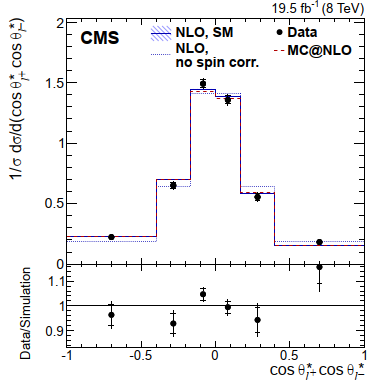 19.5 fb⁻¹ (8 TeV)
1/σ dσ/d(cos θ*l+ cos θ*l-)
CMS
NLO, SM
NLO,
no spin corr.
Data
MC@NLO
2
1.5
1
0.5
0
Data/Simulation
1.1
1
0.9
-1 -0.5 0 0.5 1
cos θ*l+ cos θ*l-